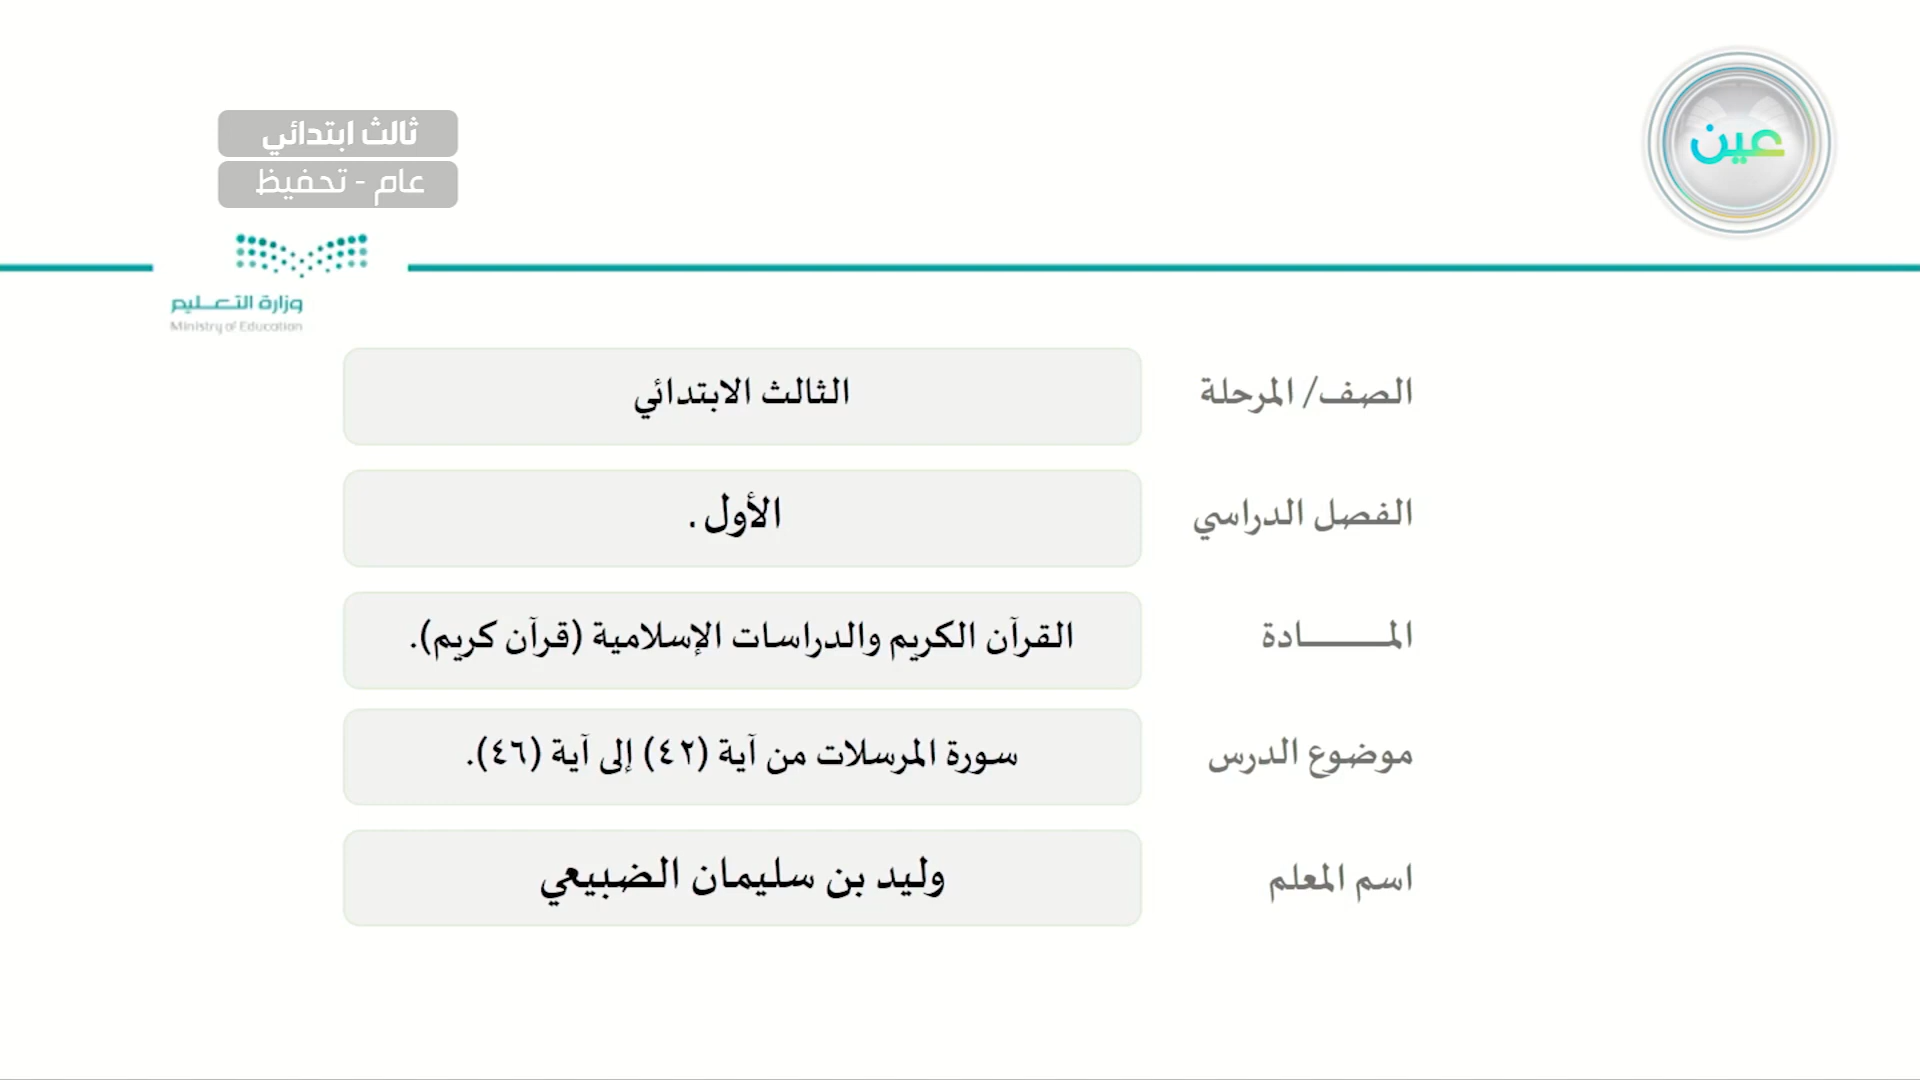 عين
ثالث ابتدائي
عام - تحفيظ
وزارة التعـليم
Ministry of Education
الصف/ المرحلة
الثالث الابتدائي
الفصل الدراسي
الأول .
المـــــــادة
القرآن الكريم والدراسات الإسلامية (قرآن كريم).
موضوع الدرس
سورة المرسلات من آية (٤٢) إلى آية (٤٦).
اسم المعلم
وليد بن سليمان الضبيعي